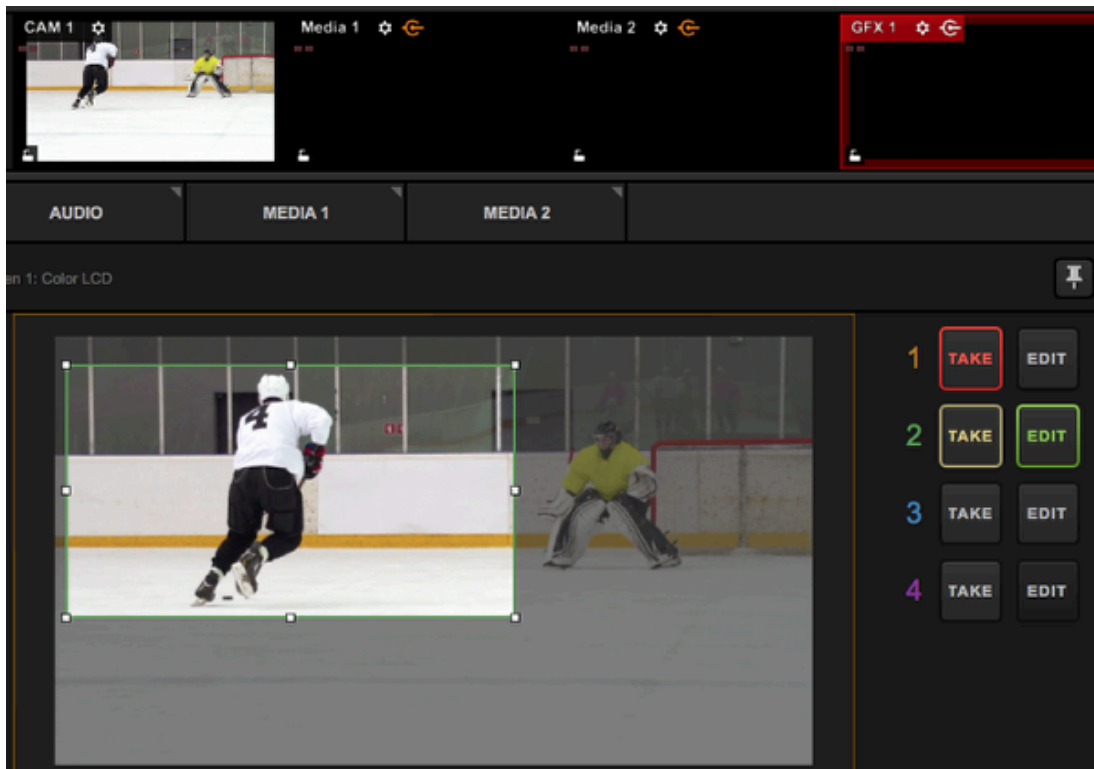 CAM 1
Media 1
Media 2
GFX 1
AUDIO
MEDIA 1
MEDIA 2
en 1: Color LCD
1 TAKE EDIT
2 TAKE EDIT
3 TAKE EDIT
4 TAKE EDIT
4